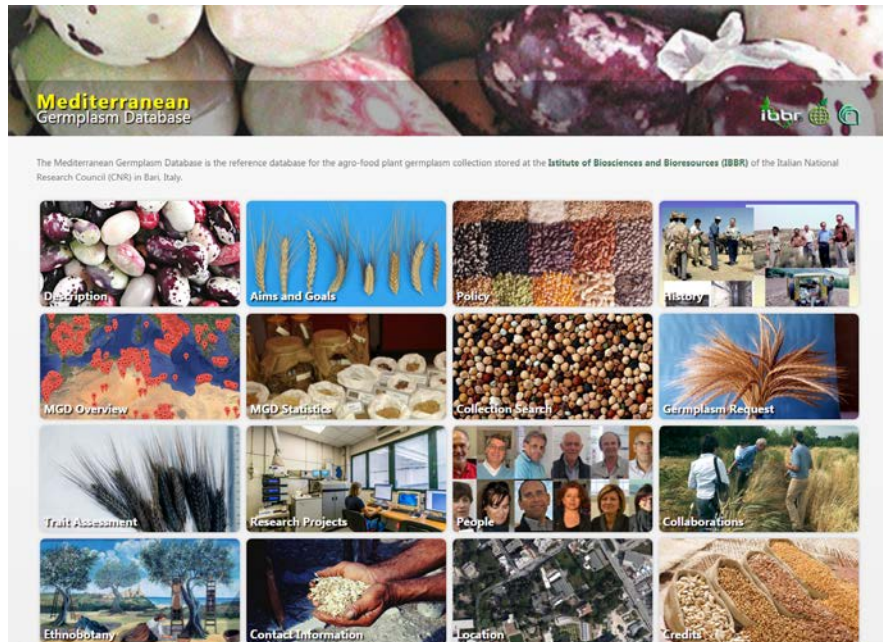 Mediterranean
Germplasm Database
ibbr
The Mediterranean Germplasm Database is the reference database for the agro-food plant germplasm collection stored at the Istitute of Biosciences and Bioresources (IBBR) of the Italian National
Research Council (CNR) in Bari, Italy.
Description
Aims and Goals
Policy
History
MGD Overview
MGD Statistics
Collection Search
Germplasm Request
Trait Assessment
Research Projects
People
Collaborations
Ethnobotany
Contact Information
Location
Credits